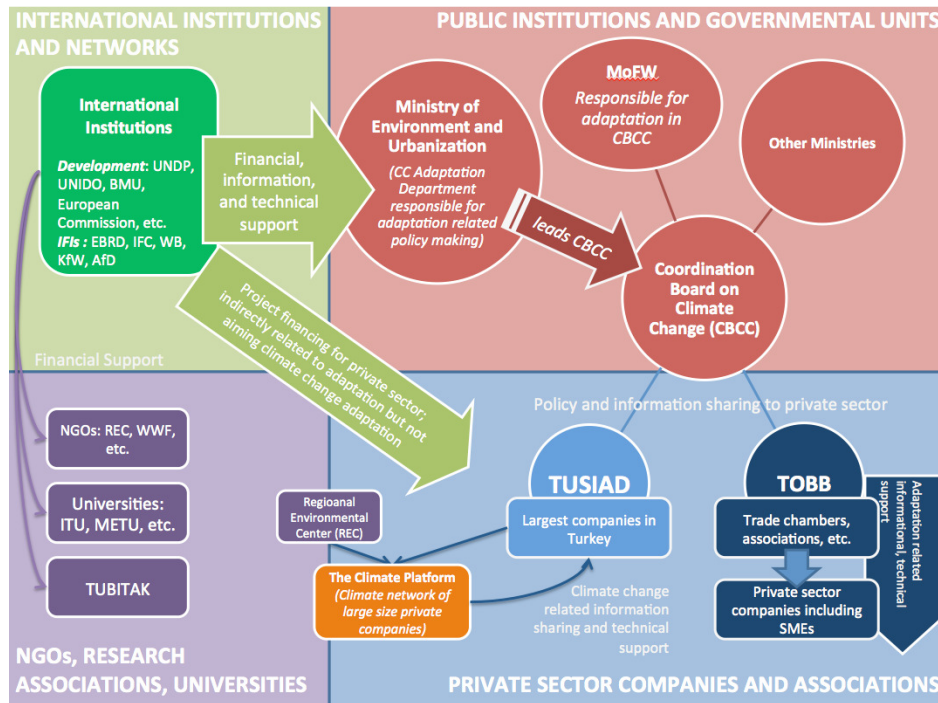 INTERNATIONAL INSTITUTIONS
AND NETWORKS
International
Institutions
Development: UNDP,
UNIDO, BMU,
European
Commission, etc.
IFIs : EBRD, IFC, WB,
KfW, AfD
Financial,
information,
and technical
support
Financial Support
PUBLIC INSTITUTIONS AND GOVERNMENTAL UNITS
Ministry of
Environment and
Urbanization
(CC Adaptation
Department
responsible for
adaptation related
policy making)
MoFW
Responsible for
adaptation in
CBCC
Other Ministries
leads CBCC
Coordination
Board on
Climate
Change (CBCC)
Project financing for private sector;
indirectly related to adaptation but not
aiming climate change adaptation
NGOs: REC, WWF,
etc.
Universities:
ITU, METU, etc.
TUBITAK
NGOS, RESEARCH
ASSOCIATIONS, UNIVERSITIES
Policy and information sharing to private sector
TUSIAD
Largest companies in
Turkey
Regioanal
Environmental
Center (REC)
The Climate Platform
(Climate network of
large size private
companies)
Climate change
related information
sharing and technical
support
TOBB
Trade chambers,
associations, etc.
Private sector
companies including
SMEs
Adaptation related
informational, technical
support
PRIVATE SECTOR COMPANIES AND ASSOCIATIONS